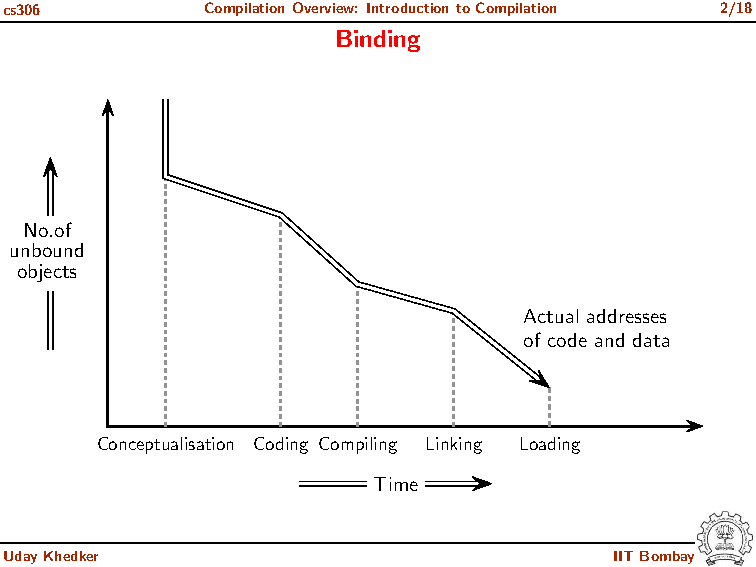 cs306 Compilation Overview: Introduction to Compilation 2/18
Binding
No.of
unbound
objects
Actual addresses
of code and data
Conceptualisation Coding Compiling Linking Loading
Time
Uday Khedker IIT Bombay